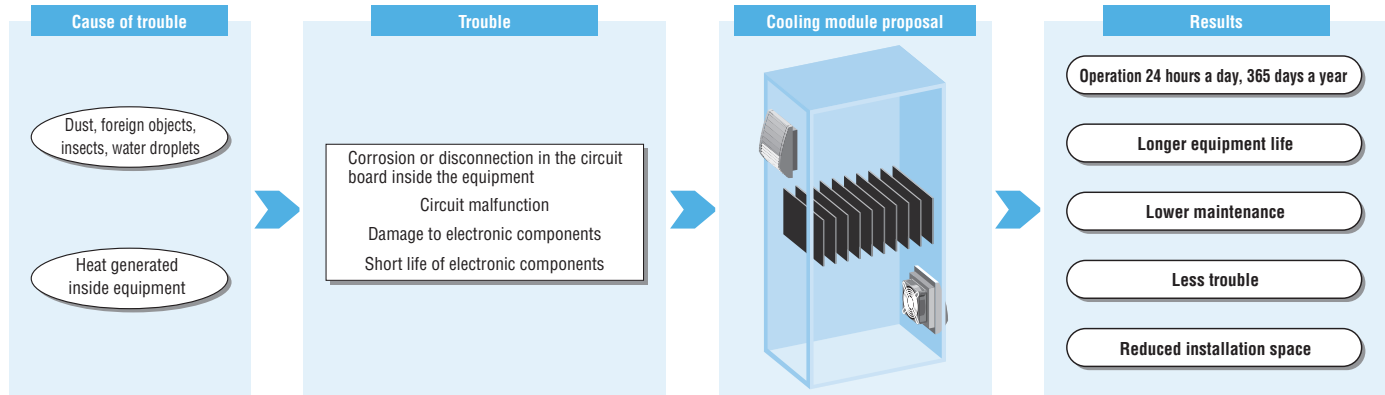 Cause of trouble
Dust, foreign objects,
insects, water droplets
Heat generated
inside equipment
Trouble
Corrosion or disconnection in the circuit
board inside the equipment
Circuit malfunction
Damage to electronic components
Short life of electronic components
Cooling module proposal
Results
Operation 24 hours a day, 365 days a year
Longer equipment life
Lower maintenance
Less trouble
Reduced installation space